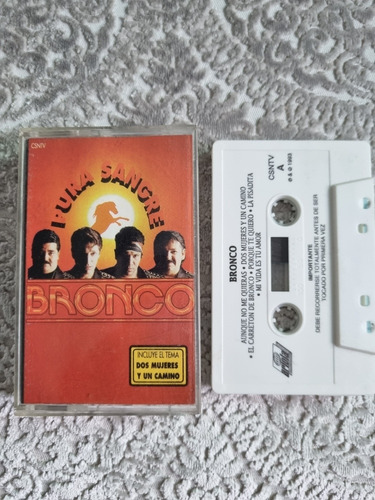 CSNTV
PURA SANGRE
BRONCO
INCLUYE EL TEMA
DOS MUJERES
Y UN CAMINO
CSNTV
A
℗ & © 1993
BRONCO
AUNQUE NO ME QUIERAS • DOS MUJERES Y UN CAMINO
• EL CARRETON DE BRONCO • PORQUE TE QUIERO • LA PISADITA
• MI VIDA ES TU AMOR
IMPORTANTE
DEBE RECORRERSE TOTALMENTE ANTES DE SER
TOCADO POR PRIMERA VEZ